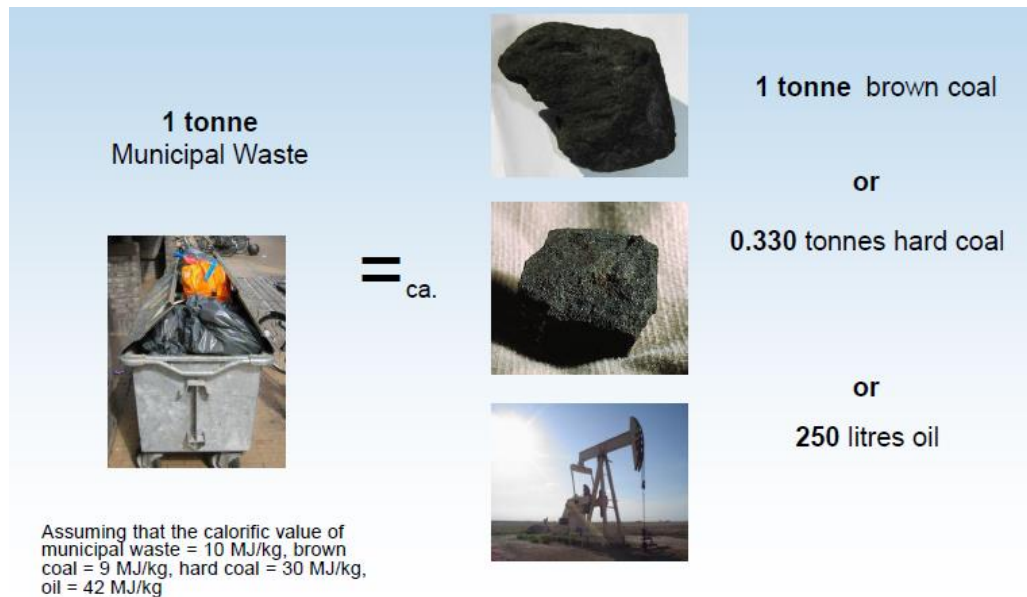 1 tonne
Municipal Waste
=
ca.
1 tonne brown coal
or
0.330 tonnes hard coal
or
250 litres oil
Assuming that the calorific value of
municipal waste = 10 MJ/kg, brown
coal = 9 MJ/kg, hard coal = 30 MJ/kg,
oil = 42 MJ/kg